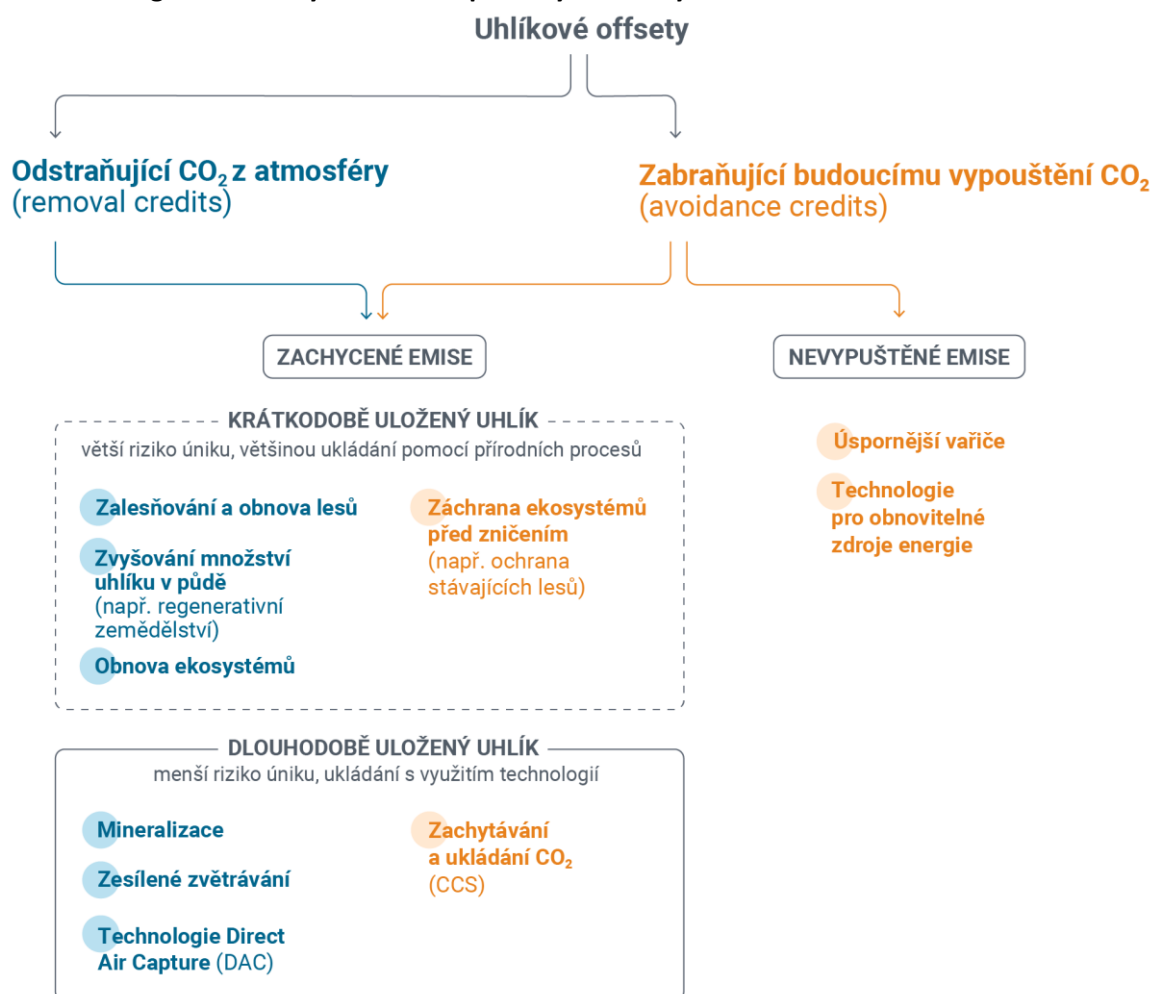 Uhlíkové offsety
Odstraňující CO₂ z atmosféry
(removal credits)
Zabraňující budoucímu vypouštění CO₂
(avoidance credits)
ZACHYCENÉ EMISE
NEVYPUŠTĚNÉ EMISE
KRÁTKODOBĚ ULOŽENÝ UHLÍK
větší riziko úniku, většinou ukládání pomocí přírodních procesů
Zalesňování a obnova lesů
Zvyšování množství
uhlíku v půdě
(např. regenerativní
zemědělství)
Obnova ekosystémů
Záchrana ekosystémů
před zničením
(např. ochrana
stávajících lesů)
Úspornější vařiče
Technologie
pro obnovitelné
zdroje energie
DLOUHODOBĚ ULOŽENÝ UHLÍK
menší riziko úniku, ukládání s využitím technologií
Mineralizace
Zesílené zvětrávání
Technologie Direct
Air Capture (DAC)
Zachytávání
a ukládání CO₂
(CCS)